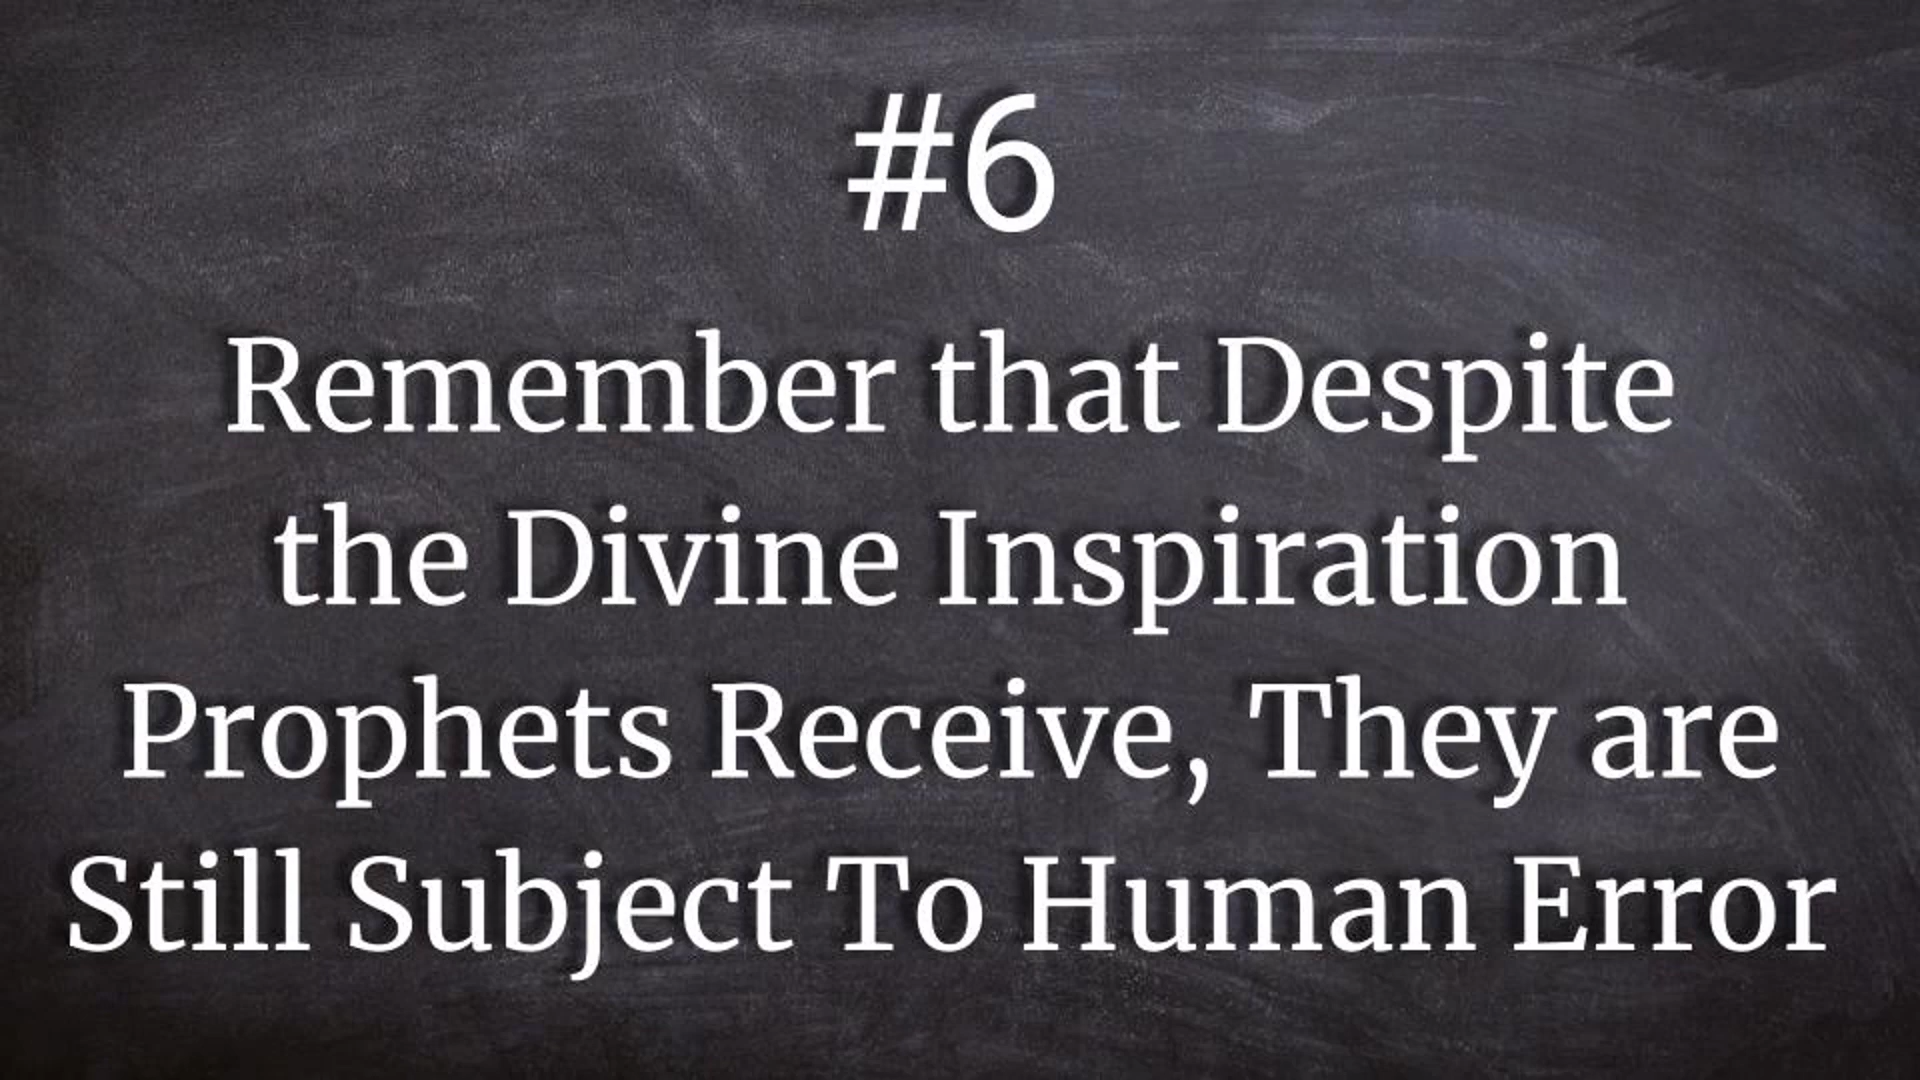 #6
Remember that Despite
the Divine Inspiration
Prophets Receive, They are
Still Subject To Human Error